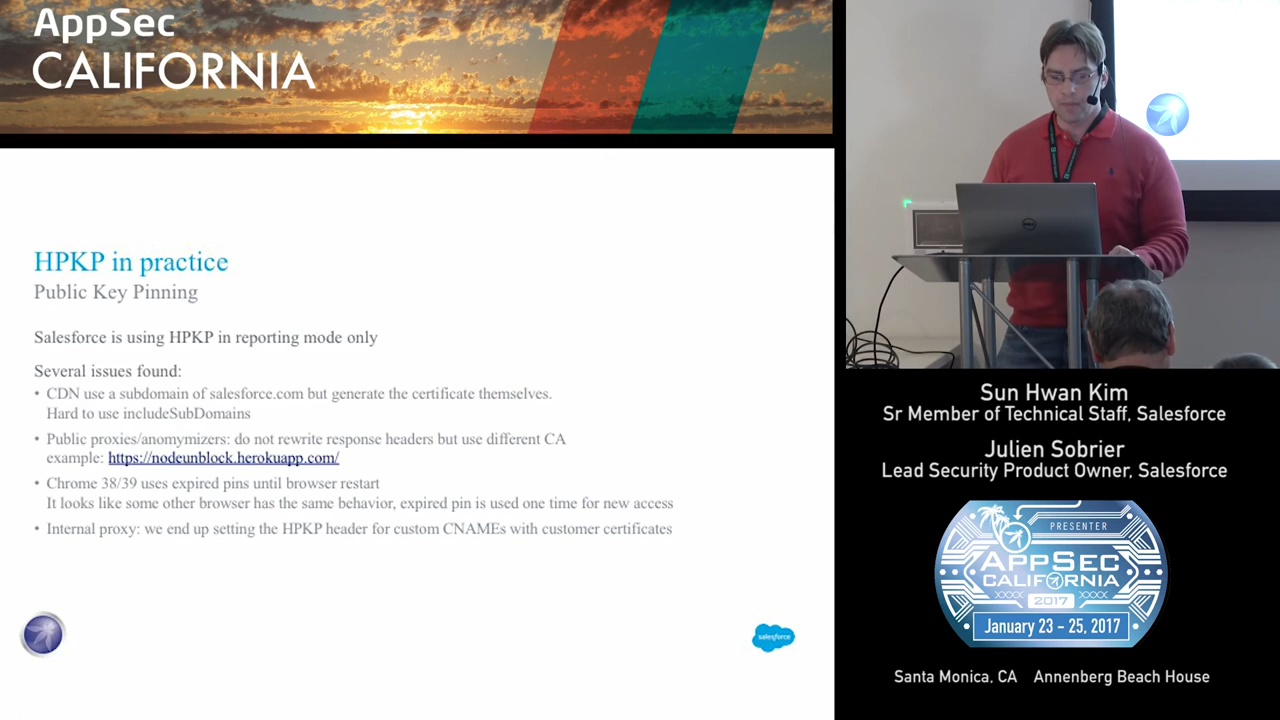 AppSec
CALIFORNIA
HPKP in practice
Public Key Pinning
Salesforce is using HPKP in reporting mode only
Several issues found:
• CDN use a subdomain of salesforce.com but generate the certificate themselves.
Hard to use includeSubDomains
• Public proxies/anonymizers: do not rewrite response headers but use different CA
example: https://nodeunblock.herokuapp.com/
• Chrome 38/39 uses expired pins until browser restart
It looks like some other browser has the same behavior, expired pin is used one time for new access
• Internal proxy: we end up setting the HPKP header for custom CNAMEs with customer certificates
salesforce
DELL
Sun Hwan Kim
Sr Member of Technical Staff, Salesforce
Julien Sobrier
Lead Security Product Owner, Salesforce
PRESENTER
APPSEC
CALIFORNIA
2017
January 23 - 25, 2017
Santa Monica, CA Annenberg Beach House